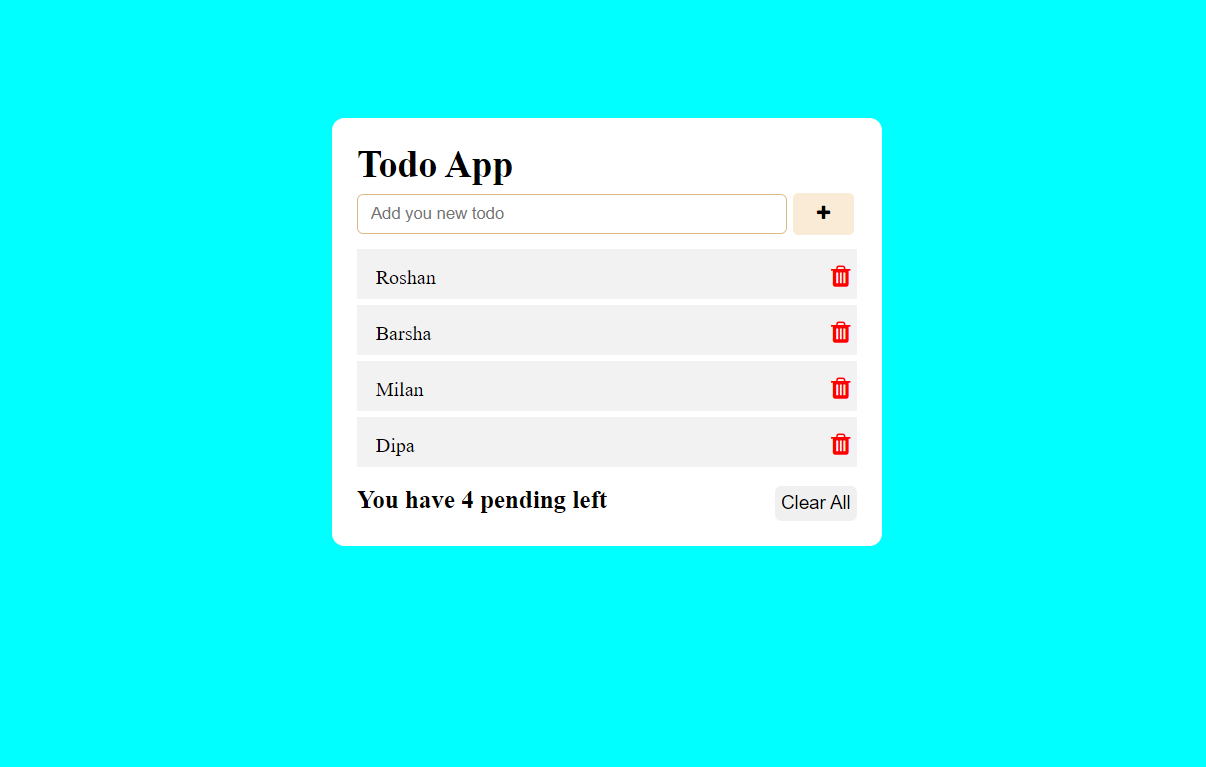 Todo App
Add you new todo
Roshan
Barsha
Milan
Dipa
You have 4 pending left
Clear All